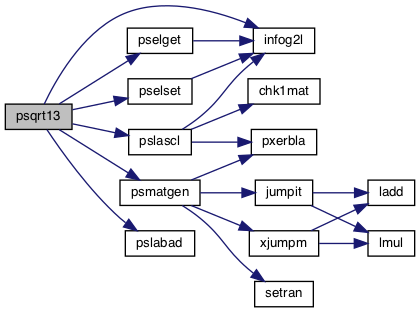 psqrt13
pselget
pselset
pslascl
psmatgen
pslabad
infog2l
chk1mat
pxerbla
jumpit
xjumpm
setran
ladd
lmul